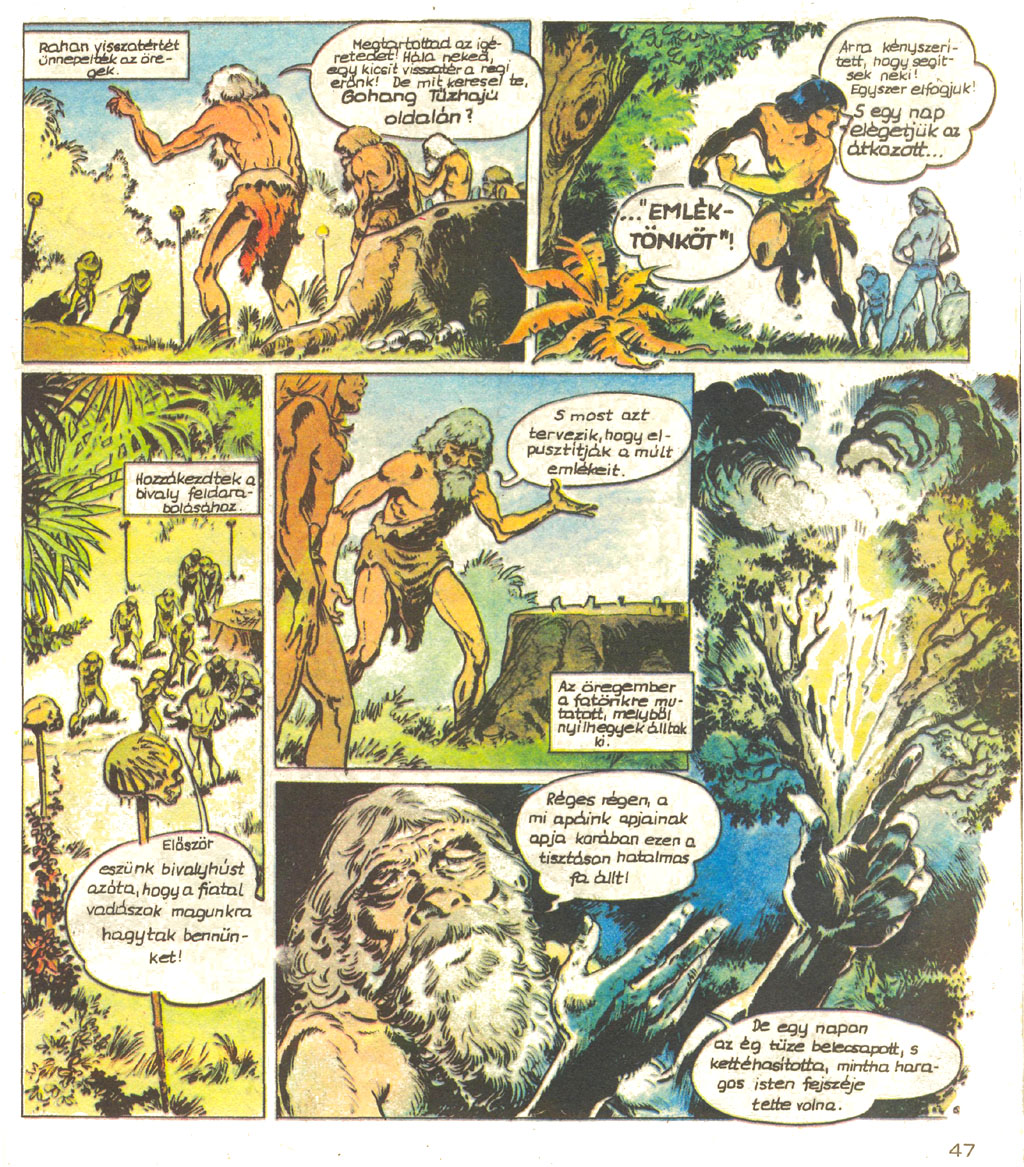 Rahan visszatértét
ünnepelték az öre-
gek.
Megtartottad az igé-
retedet! Hála neked,
egy kicsit visszatér a régi
erőnk! De mit keresel te,
Gohang Tűzhajú
oldalán?
Arra kényszerí-
tett, hogy segít-
sek neki!
Egyszer elfogjuk!
S egy nap
elégetjük az
átkozott...
..."EMLÉK-
TÖNKÖT"!
Hozzákezdtek a
bivaly feldara-
bolásához.
Először
eszünk bivalyhúst
azóta, hogy a fiatal
vadászok magunkra
hagytak bennün-
ket!
S most azt
tervezik, hogy el-
pusztítják a múlt
emlékeit.
Az öregember
a fatönkre mu-
tatott, melyből
nyílhegyek álltak
ki.
Réges régen, a
mi apáink apjainak
apja korában ezen a
tisztáson hatalmas
fa állt!
De egy napon
az ég tüze belecsapott, s
kettéhasította, mintha hara-
gos isten fejszéje
tette volna.
47